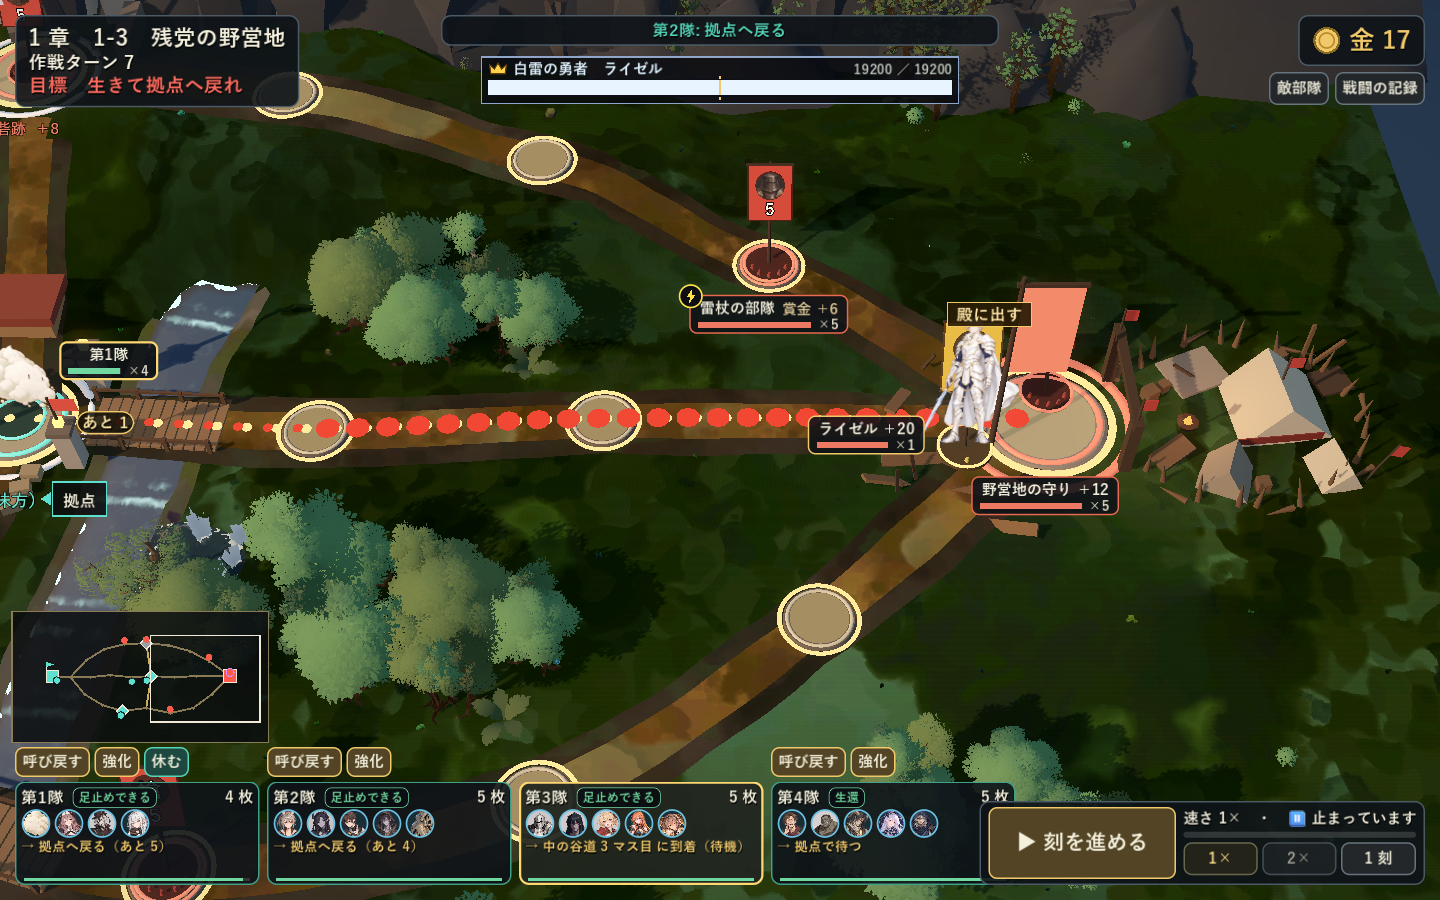 1 章　1-3　残党の野営地
作戦ターン 7
目標　生きて拠点へ戻れ
第2隊: 拠点へ戻る
白雷の勇者　ライゼル
19200 ／ 19200
金 17
敵部隊
戦闘の記録
砦跡 +8
5
雷杖の部隊 賞金 +6
×5
殿に出す
第1隊
×4
あと 1
ライゼル +20
×1
野営地の守り +12
×5
味方）
拠点
呼び戻す
強化
休む
呼び戻す
強化
呼び戻す
強化
第1隊 足止めできる 4 枚
→ 拠点へ戻る（あと 5）
第2隊 足止めできる 5 枚
→ 拠点へ戻る（あと 4）
第3隊 足止めできる 5 枚
→ 中の谷道 3 マス目 に到着（待機）
第4隊 生還 5 枚
→ 拠点で待つ
▶ 刻を進める
速さ 1× ・ 止まっています
1×
2×
1 刻